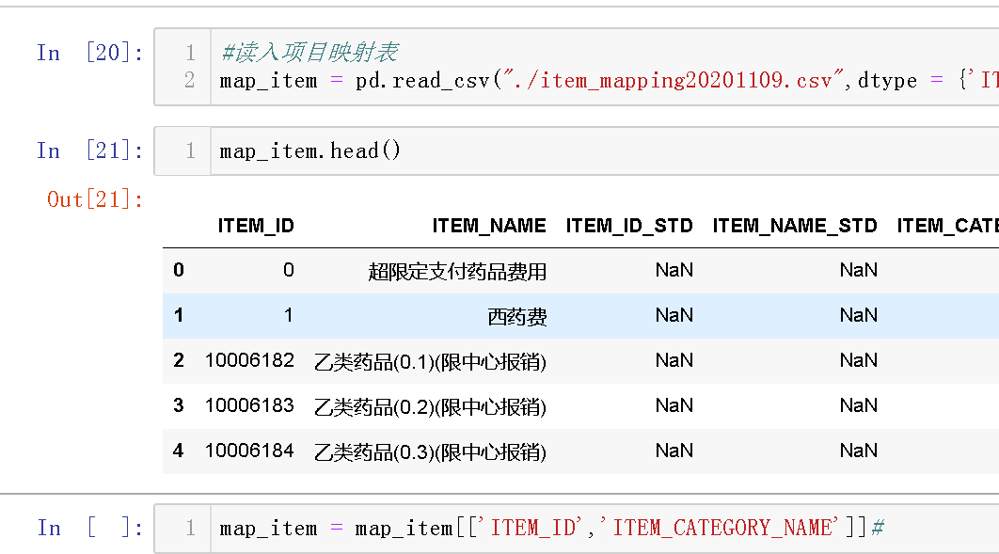 In [20]:
1 #读入项目映射表
2 map_item = pd.read_csv("./item_mapping20201109.csv",dtype = {'IT
In [21]:
1 map_item.head()
Out[21]:
ITEM_ID ITEM_NAME ITEM_ID_STD ITEM_NAME_STD ITEM_CATE
0 0 超限定支付药品费用 NaN NaN
1 1 西药费 NaN NaN
2 10006182 乙类药品(0.1)(限中心报销) NaN NaN
3 10006183 乙类药品(0.2)(限中心报销) NaN NaN
4 10006184 乙类药品(0.3)(限中心报销) NaN NaN
In [ ]:
1 map_item = map_item[['ITEM_ID','ITEM_CATEGORY_NAME']]#